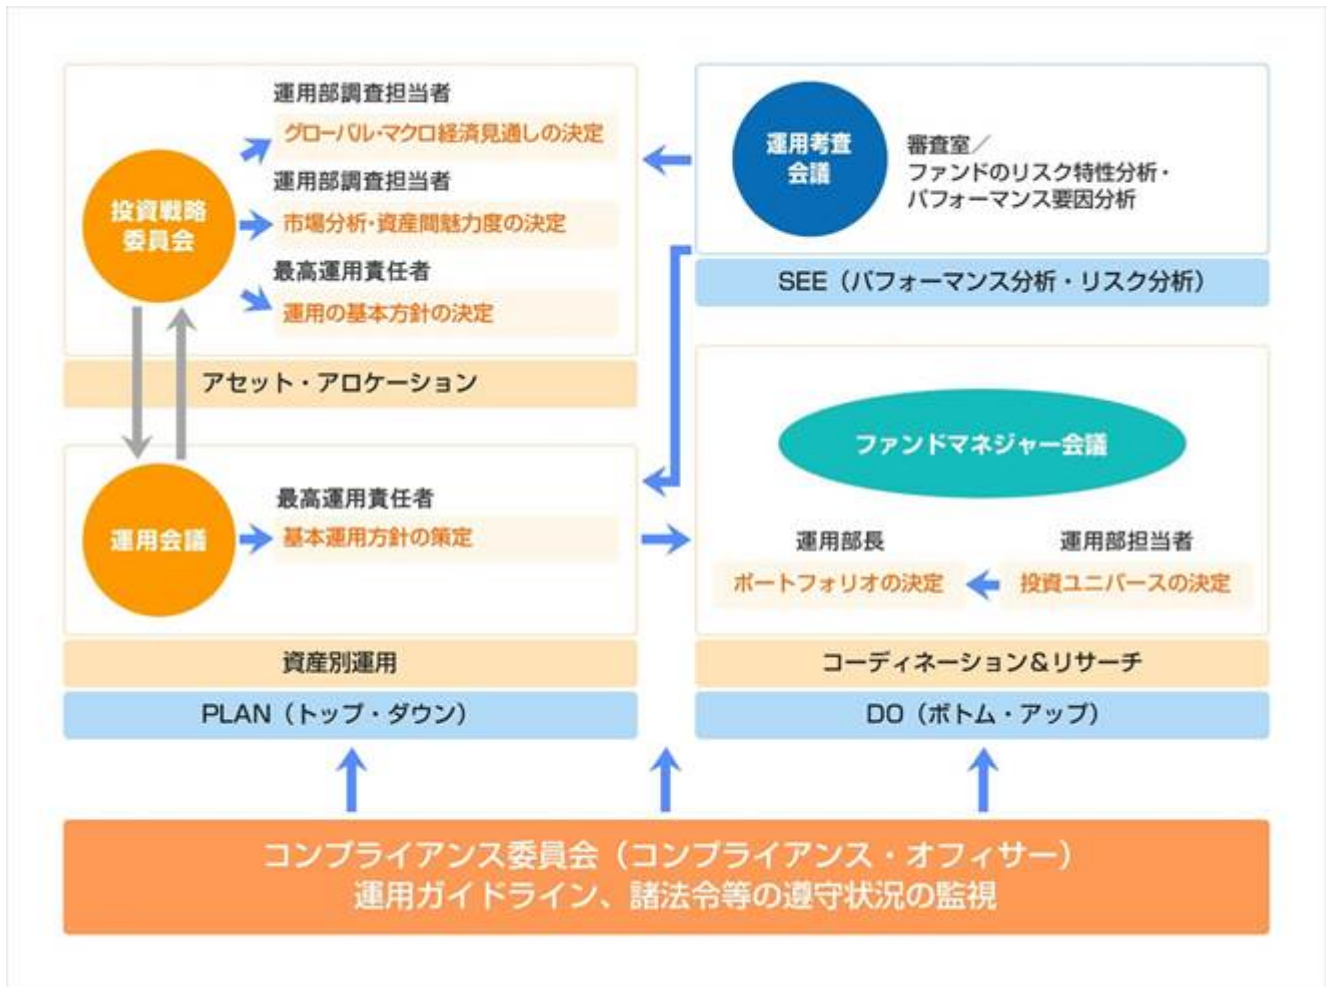 運用部調査担当者
グローバル・マクロ経済見通しの決定
運用部調査担当者
投資戦略
委員会
市場分析・資産間魅力度の決定
最高運用責任者
運用の基本方針の決定
アセット・アロケーション
運用考査
会議
審査室／
ファンドのリスク特性分析・
パフォーマンス要因分析
SEE（パフォーマンス分析・リスク分析）
運用会議
最高運用責任者
基本運用方針の策定
資産別運用
PLAN（トップ・ダウン）
ファンドマネジャー会議
運用部長
運用部担当者
ポートフォリオの決定
投資ユニバースの決定
コーディネーション＆リサーチ
DO（ボトム・アップ）
コンプライアンス委員会（コンプライアンス・オフィサー）
運用ガイドライン、諸法令等の遵守状況の監視